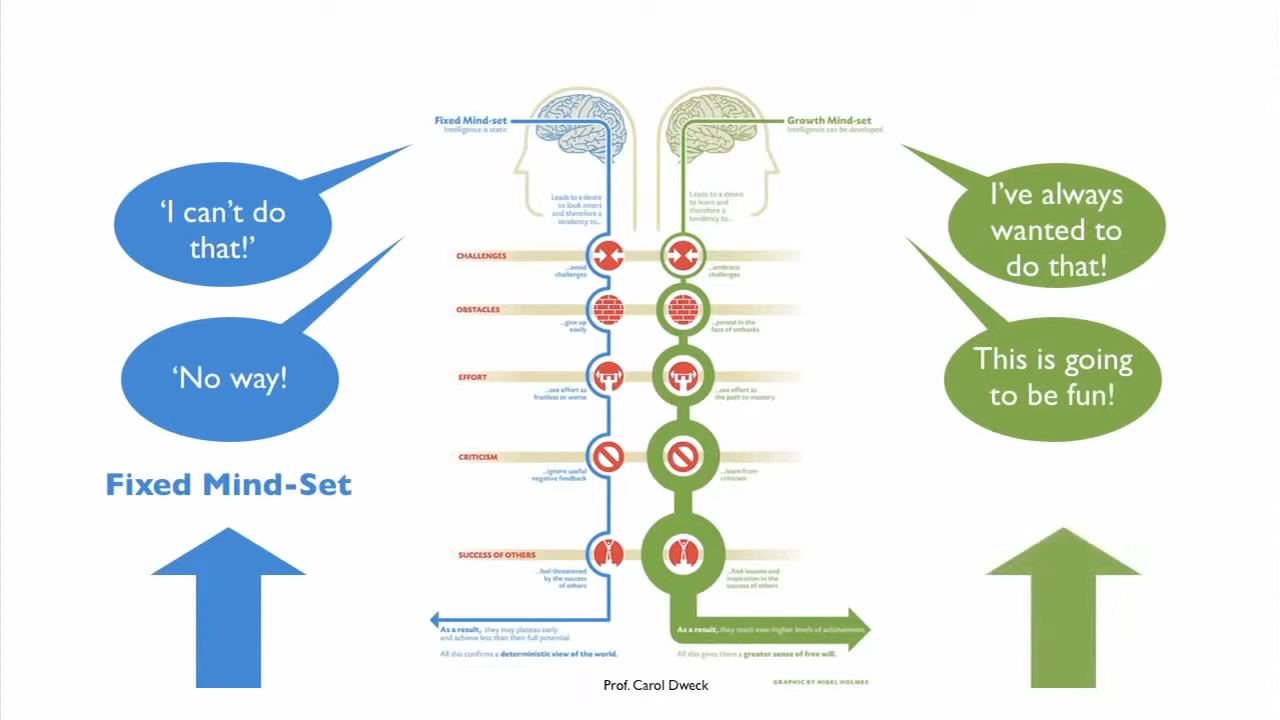 Fixed Mind-set
Intelligence is static
Growth Mind-set
Intelligence can be developed
‘I can’t do
that!’
‘No way!
Fixed Mind-Set
Leads to a desire
to look smart
and therefore a
tendency to...
Leads to a desire
to learn and
therefore a
tendency to...
CHALLENGES
...avoid
challenges
...embrace
challenges
OBSTACLES
...give up
easily
...persist in the
face of setbacks
EFFORT
...see effort as
fruitless or worse
...see effort as
the path to mastery
CRITICISM
...ignore useful
negative feedback
...learn from
criticism
SUCCESS OF OTHERS
...feel threatened
by the success
of others
...find lessons and
inspiration in the
success of others
As a result, they may plateau early
and achieve less than their full potential.
All this confirms a deterministic view of the world.
As a result, they reach ever-higher levels of achievement.
All this gives them a greater sense of free will.
I’ve always
wanted to
do that!
This is going
to be fun!
Prof. Carol Dweck
GRAPHIC BY NIGEL HOLMES